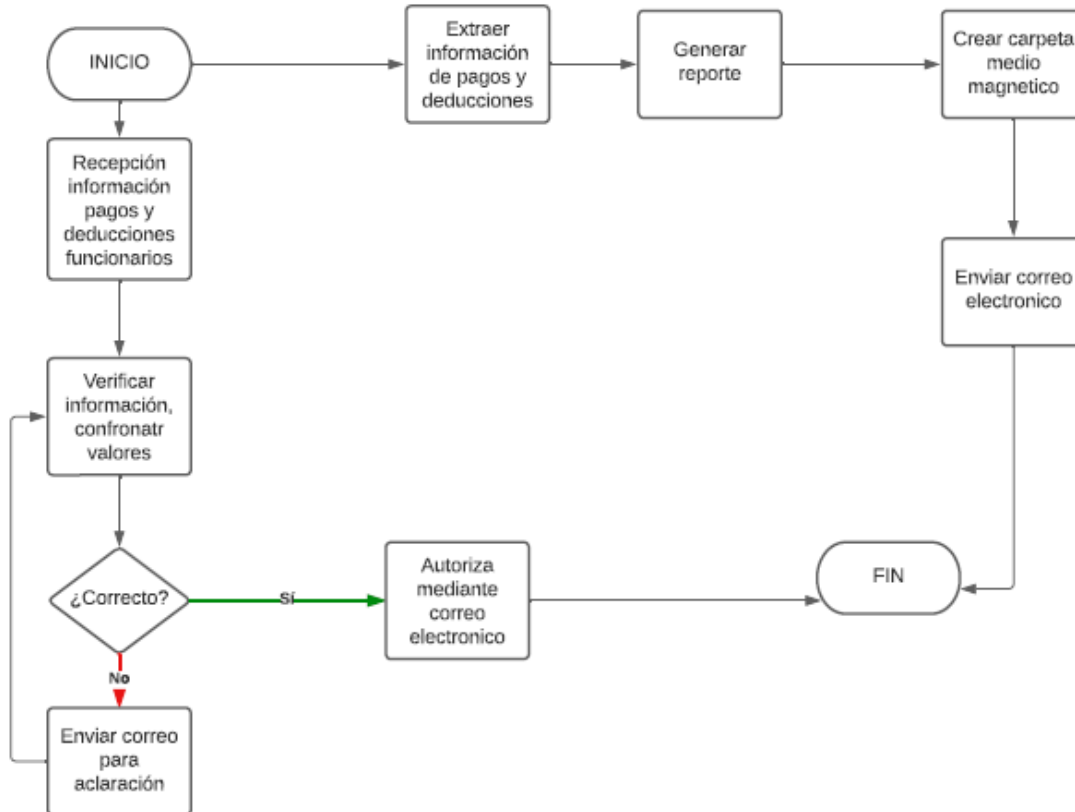 INICIO
Extraer
información
de pagos y
deducciones
Generar
reporte
Crear carpeta
medio
magnetico
Recepción
información
pagos y
deducciones
funcionarios
Enviar correo
electronico
Verificar
información,
confronatr
valores
¿Correcto?
Sí
Autoriza
mediante
correo
electronico
FIN
No
Enviar correo
para
aclaración